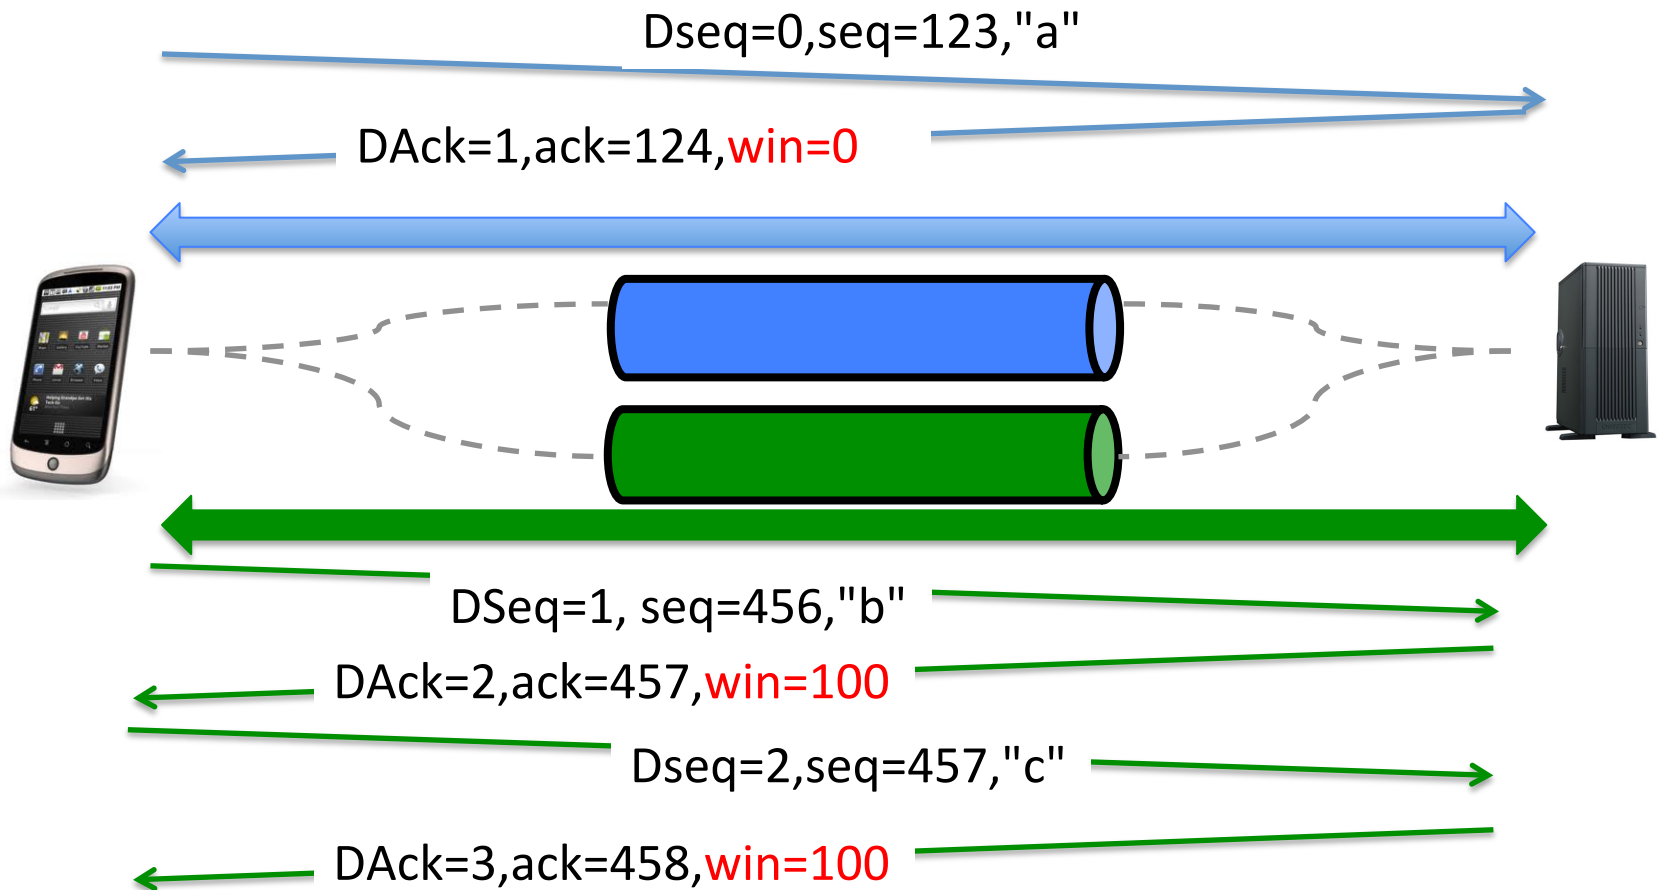 Dseq=0,seq=123,"a"
DAck=1,ack=124,win=0
DSeq=1, seq=456,"b"
DAck=2,ack=457,win=100
Dseq=2,seq=457,"c"
DAck=3,ack=458,win=100